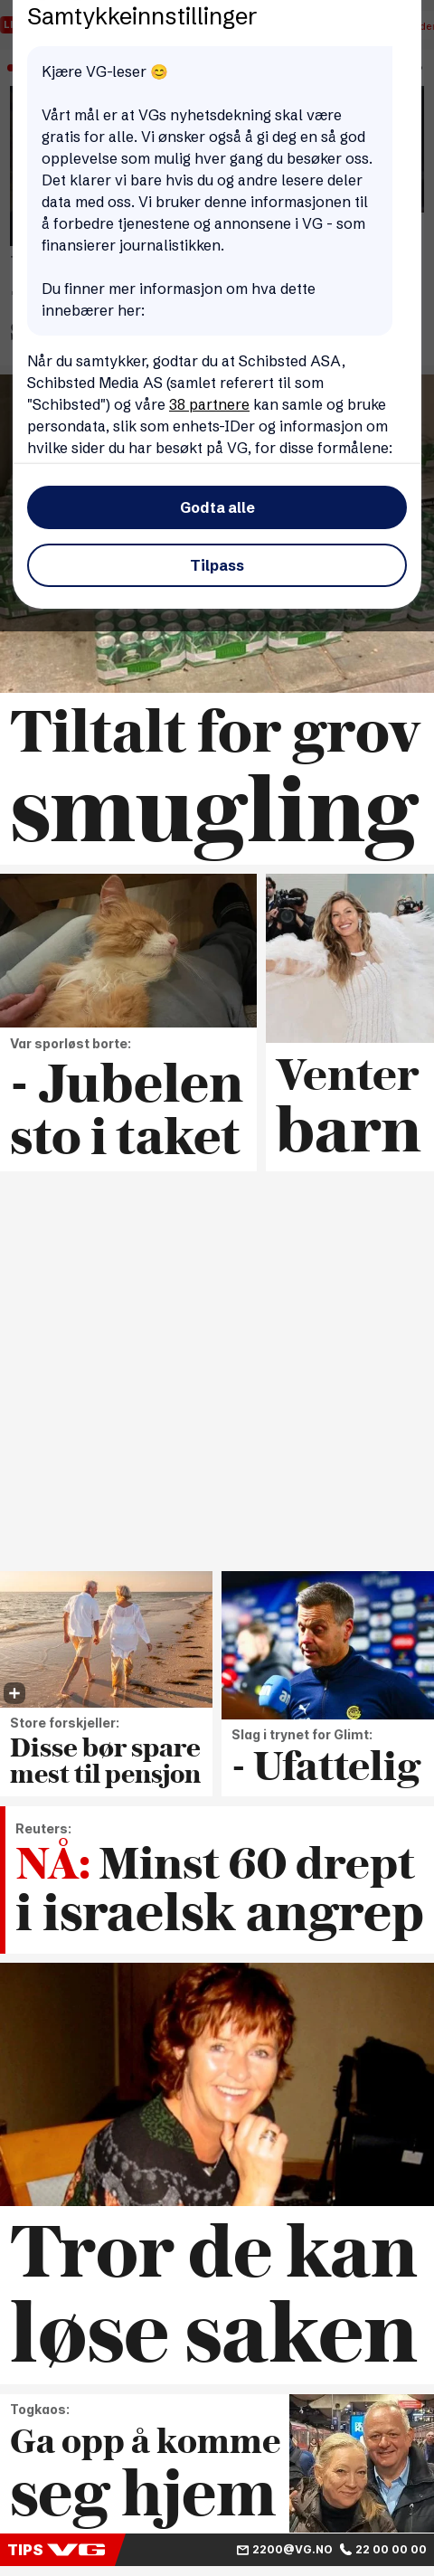 Samtykkeinnstillinger
Kjære VG-leser 😊
Vårt mål er at VGs nyhetsdekning skal være
gratis for alle. Vi ønsker også å gi deg en så god
opplevelse som mulig hver gang du besøker oss.
Det klarer vi bare hvis du og andre lesere deler
data med oss. Vi bruker denne informasjonen til
å forbedre tjenestene og annonsene i VG - som
finansierer journalistikken.
Du finner mer informasjon om hva dette
innebærer her:
Når du samtykker, godtar du at Schibsted ASA,
Schibsted Media AS (samlet referert til som
"Schibsted") og våre 38 partnere kan samle og bruke
persondata, slik som enhets-IDer og informasjon om
hvilke sider du har besøkt på VG, for disse formålene:
Godta alle
Tilpass
Tiltalt for grov
smugling
Var sporløst borte:
- Jubelen
sto i taket
Venter
barn
Store forskjeller:
Disse bør spare
mest til pensjon
Slag i trynet for Glimt:
- Ufattelig
Reuters:
NÅ: Minst 60 drept
i israelsk angrep
Tror de kan
løse saken
Togkaos:
Ga opp å komme
seg hjem
TIPS VG
2200@VG.NO 22 00 00 00